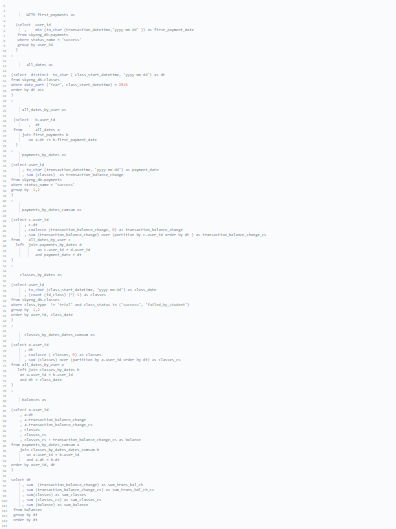 WITH first_payments as
(select user_id
, min (to_char (transaction_datetime, 'yyyy mm dd' )) as first_payment_date
from skyeng_db.payments
where status_name = 'success'
group by user_id
)
,
all_dates as
(select distinct to_char ( class_start_datetime, 'yyyy mm dd') as dt
from skyeng_db.classes
where date_part ('Year', class_start_datetime) = 2016
order by dt asc
)
,
all_dates_by_user as
(select user_id
, dt
from all_dates a
join first_payments b
on a.dt >= b.first_payment_date
)
,
payments_by_dates as
(select user_id
, to_char (transaction_datetime, 'yyyy mm dd') as payment_date
, sum (classes) as transaction_balance_change
from skyeng_db.payments
where status_name = 'success'
group by 1,2
)
,
payments_by_dates_cumsum as
(select c.user_id
, c.dt
, coalesce (transaction_balance_change, 0) as transaction_change
, sum (transaction_balance_change) over (partition by c.user_id order by dt ) as transaction_balance_change_cs
from all_dates_by_user c
left join payments_by_dates d
on c.user_id = d.user_id
and payment_date = dt
)
,
classes_by_dates as
(select user_id
, to_char (class_start_datetime, 'yyyy mm dd') as class_date
, (count (id_class) )*( -1) as classes
from skyeng_db.classes
where class_type != 'trial' and class_status in ('success', 'failed_by_student')
group by 1,2
order by user_id, class_date
)
,
classes_by_dates_dates_cumsum as
(select a.user_id
, dt
, coalesce ( classes, 0) as classes
, sum (classes) over (partition by a.user_id order by dt) as classes_cs
from all_dates_by_user a
left join classes_by_dates b
on a.user_id = b.user_id
and dt = class_date
)
,
balances as
(select a.user_id
, a.dt
, transaction_balance_change
, a.transaction_balance_change_cs
, classes
, classes_cs
, classes_cs + transaction_balance_change_cs as balance
from payments_by_dates_cumsum a
join classes_by_dates_dates_cumsum b
on a.user_id = b.user_id
and a.dt = b.dt
order by user_id, dt
)
select dt
, sum (transaction_balance_change) as sum_trans_bal_ch
, sum (transaction_balance_change_cs) as sum_trans_bal_ch_cs
, sum(classes) as sum_classes
, sum (classes_cs) as sum_classes_cs
, sum (balance) as sum_balance
from balances
group by dt
order by dt